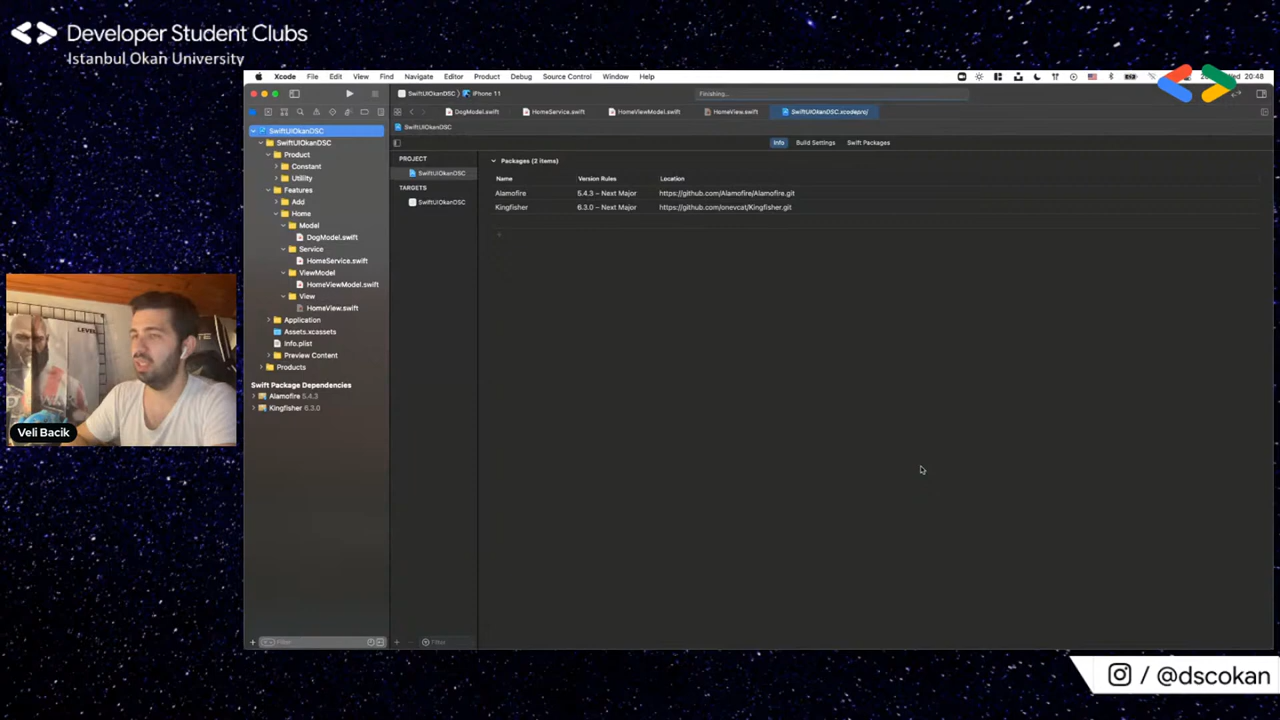 Developer Student Clubs
Istanbul Okan University
Xcode File Edit View Find Navigate Editor Product Debug Source Control Window Help
20:48
SwiftUIOkanDSC iPhone 11
Finishing...
DogModel.swift HomeService.swift HomeViewModel.swift HomeView.swift SwiftUIOkanDSC.xcodeproj
SwiftUIOkanDSC
Info Build Settings Swift Packages
SwiftUIOkanDSC
SwiftUIOkanDSC
Product
Constant
Utility
Features
Add
Home
Model
DogModel.swift
Service
HomeService.swift
ViewModel
HomeViewModel.swift
View
HomeView.swift
Application
Assets.xcassets
Info.plist
Preview Content
Products
Swift Package Dependencies
Alamofire 5.4.3
Kingfisher 6.3.0
Filter
PROJECT
SwiftUIOkanDSC
TARGETS
SwiftUIOkanDSC
Filter
Packages (2 items)
Name Version Rules Location
Alamofire 5.4.3 – Next Major https://github.com/Alamofire/Alamofire.git
Kingfisher 6.3.0 – Next Major https://github.com/onevcat/Kingfisher.git
LEVEL
Veli Bacik
/ @dscokan